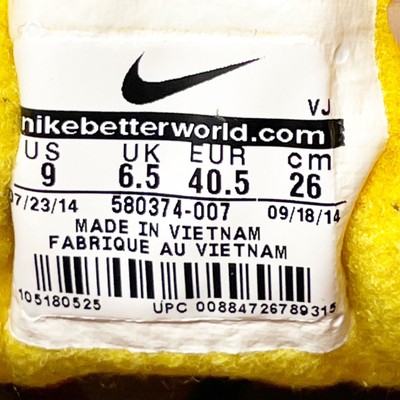 VJ
nikebetterworld.com
US UK EUR cm
9 6.5 40.5 26
07/23/14 580374-007 09/18/14
MADE IN VIETNAM
FABRIQUE AU VIETNAM
105180525 UPC 00884726789315